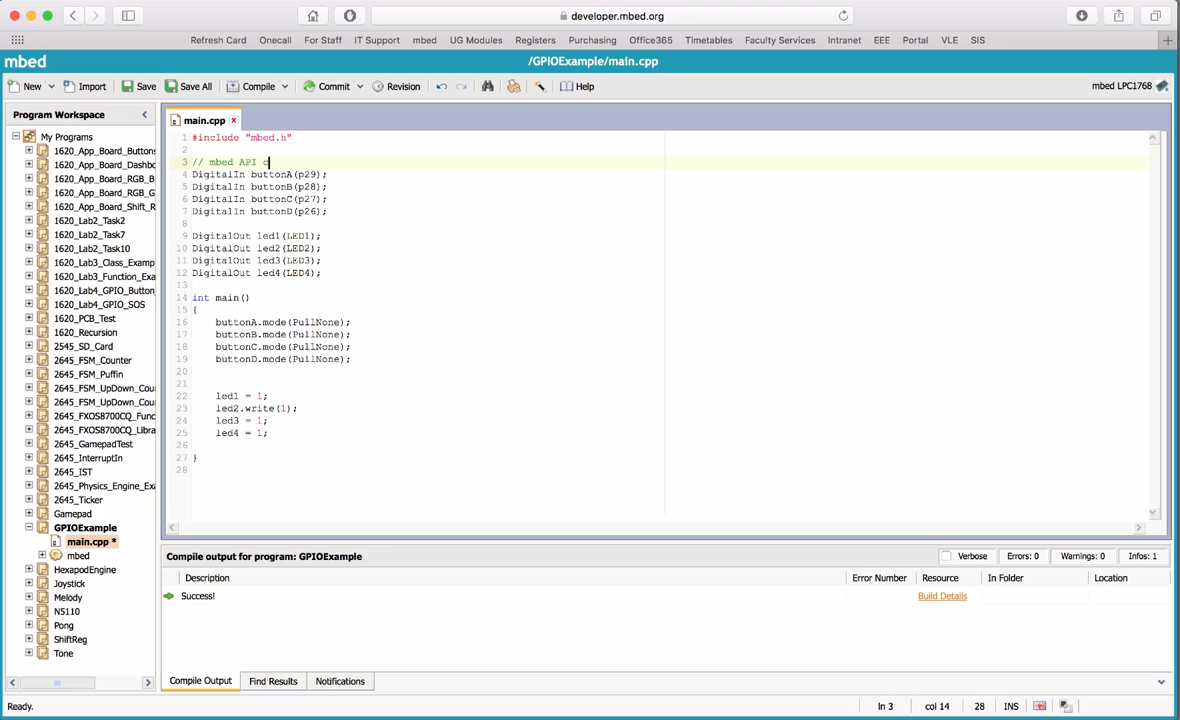 developer.mbed.org
Refresh Card Onecall For Staff IT Support mbed UG Modules Registers Purchasing Office365 Timetables Faculty Services Intranet EEE Portal VLE SIS
mbed /GPIOExample/main.cpp
New Import Save Save All Compile Commit Revision Help mbed LPC1768
Program Workspace
My Programs
1620_App_Board_Buttons
1620_App_Board_Dashbo
1620_App_Board_RGB_B
1620_App_Board_RGB_G
1620_App_Board_Shift_R
1620_Lab2_Task2
1620_Lab2_Task7
1620_Lab2_Task10
1620_Lab3_Class_Examp
1620_Lab3_Function_Exa
1620_Lab4_GPIO_Button
1620_Lab4_GPIO_SOS
1620_PCB_Test
1620_Recursion
2545_SD_Card
2645_FSM_Counter
2645_FSM_Puffin
2645_FSM_UpDown_Cou
2645_FSM_UpDown_Cou
2645_FXOS8700CQ_Func
2645_FXOS8700CQ_Libra
2645_GamepadTest
2645_InterruptIn
2645_IST
2645_Physics_Engine_Exa
2645_Ticker
Gamepad
GPIOExample
main.cpp *
mbed
HexapodEngine
Joystick
Melody
N5110
Pong
ShiftReg
Tone
main.cpp x
1 #include "mbed.h"
2
3 // mbed API c
4 DigitalIn buttonA(p29);
5 DigitalIn buttonB(p28);
6 DigitalIn buttonC(p27);
7 DigitalIn buttonD(p26);
8
9 DigitalOut led1(LED1);
10 DigitalOut led2(LED2);
11 DigitalOut led3(LED3);
12 DigitalOut led4(LED4);
13
14 int main()
15 {
16 buttonA.mode(PullNone);
17 buttonB.mode(PullNone);
18 buttonC.mode(PullNone);
19 buttonD.mode(PullNone);
20
21
22 led1 = 1;
23 led2.write(1);
24 led3 = 1;
25 led4 = 1;
26
27 }
28
Compile output for program: GPIOExample Verbose Errors: 0 Warnings: 0 Infos: 1
Description Error Number Resource In Folder Location
Success! Build Details
Compile Output Find Results Notifications
Ready. ln 3 col 14 28 INS